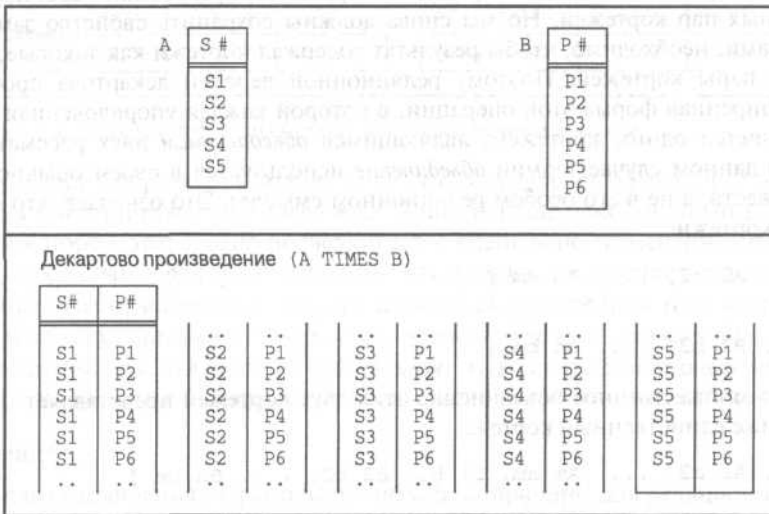 A S # B P #
S1 P1
S2 P2
S3 P3
S4 P4
S5 P5
P6
Декартово произведение (A TIMES B)
S# P#
.. .. .. .. .. .. .. ..
S1 P1 S2 P1 S3 P1 S4 P1 S5 P1
S1 P2 S2 P2 S3 P2 S4 P2 S5 P2
S1 P3 S2 P3 S3 P3 S4 P3 S5 P3
S1 P4 S2 P4 S3 P4 S4 P4 S5 P4
S1 P5 S2 P5 S3 P5 S4 P5 S5 P5
S1 P6 S2 P6 S3 P6 S4 P6 S5 P6
.. .. .. .. .. .. .. .. .. ..